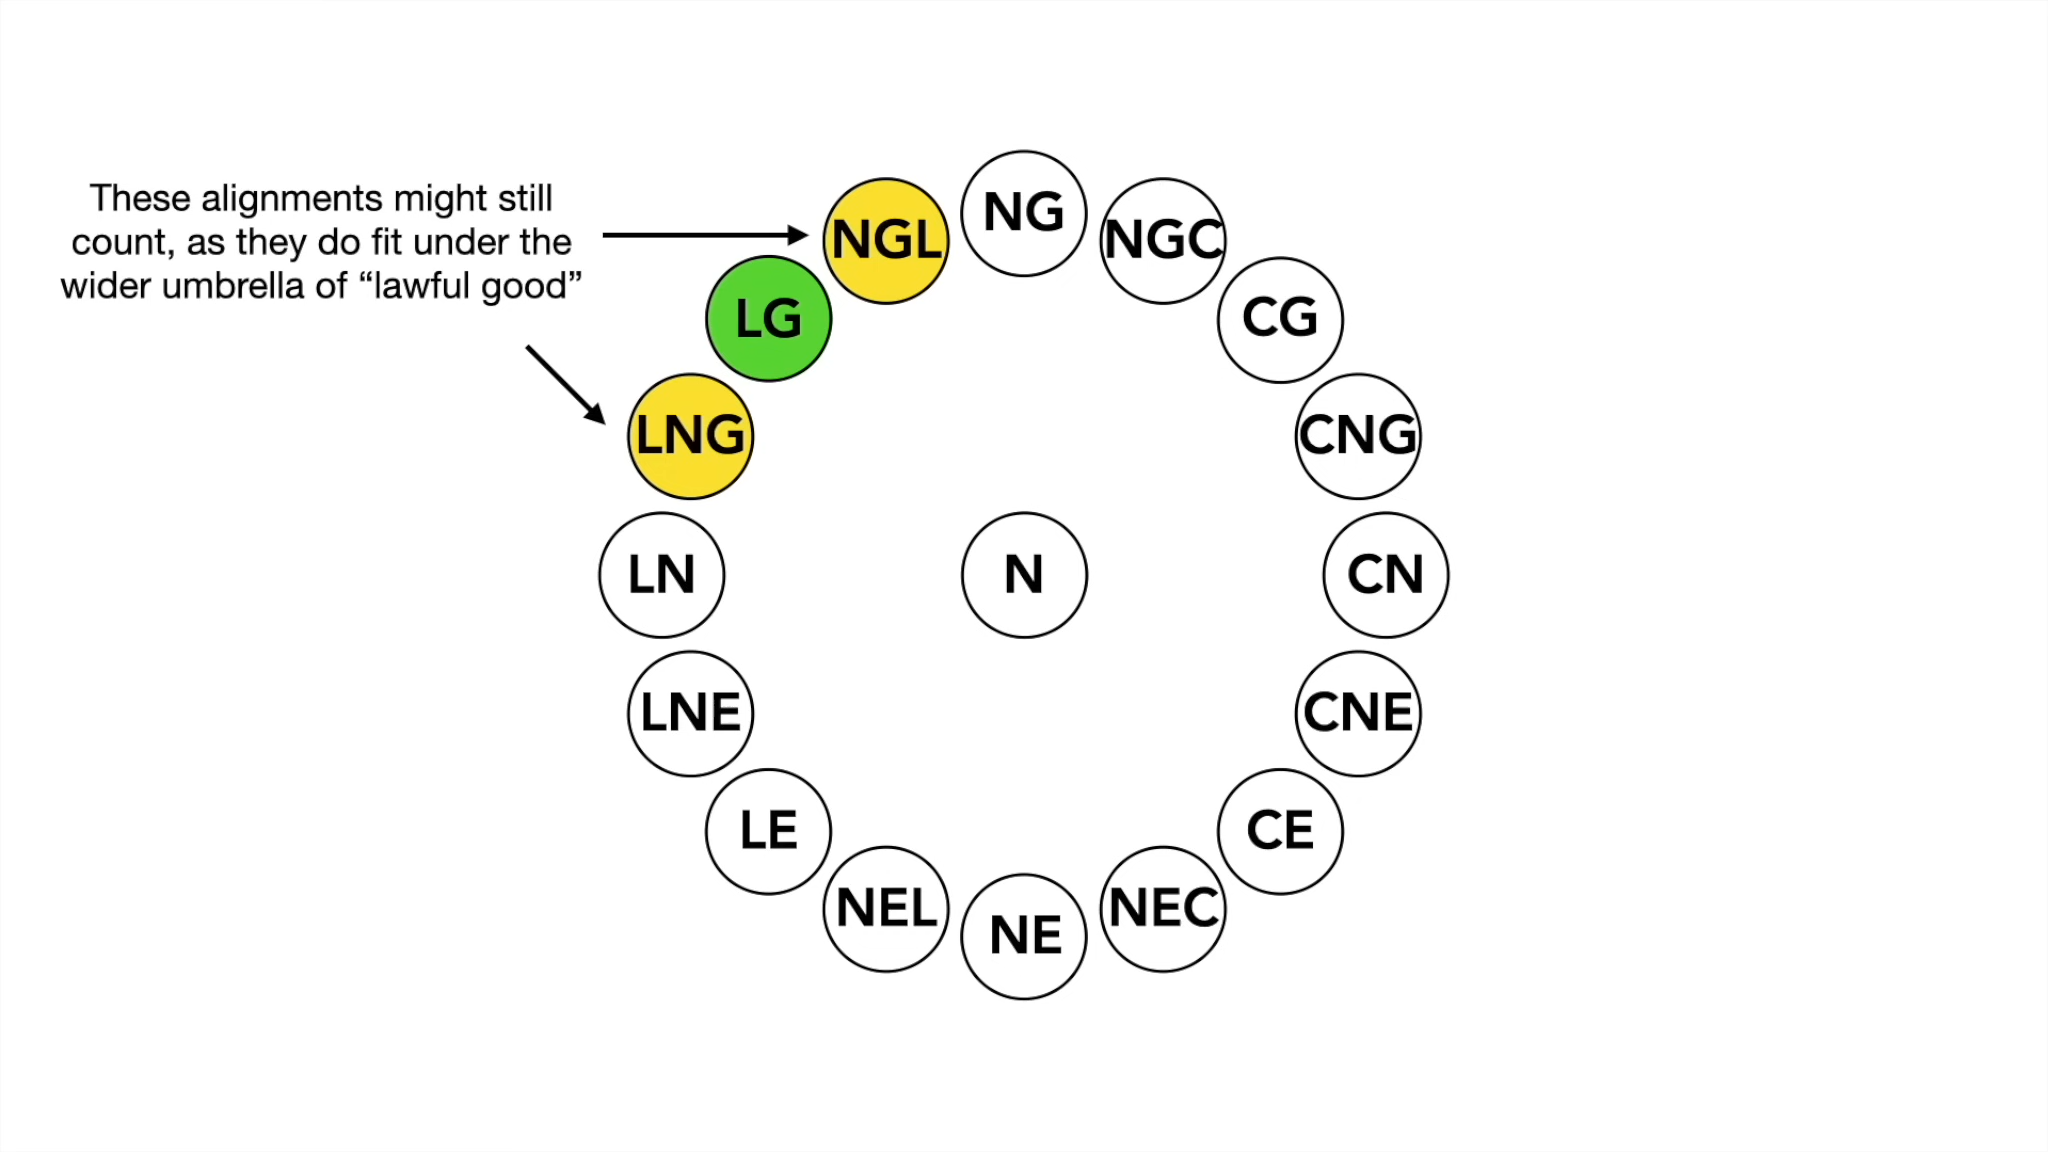 These alignments might still
count, as they do fit under the
wider umbrella of “lawful good”
NG
NGL
NGC
LG
CG
LNG
CNG
LN
N
CN
LNE
CNE
LE
CE
NEL
NEC
NE